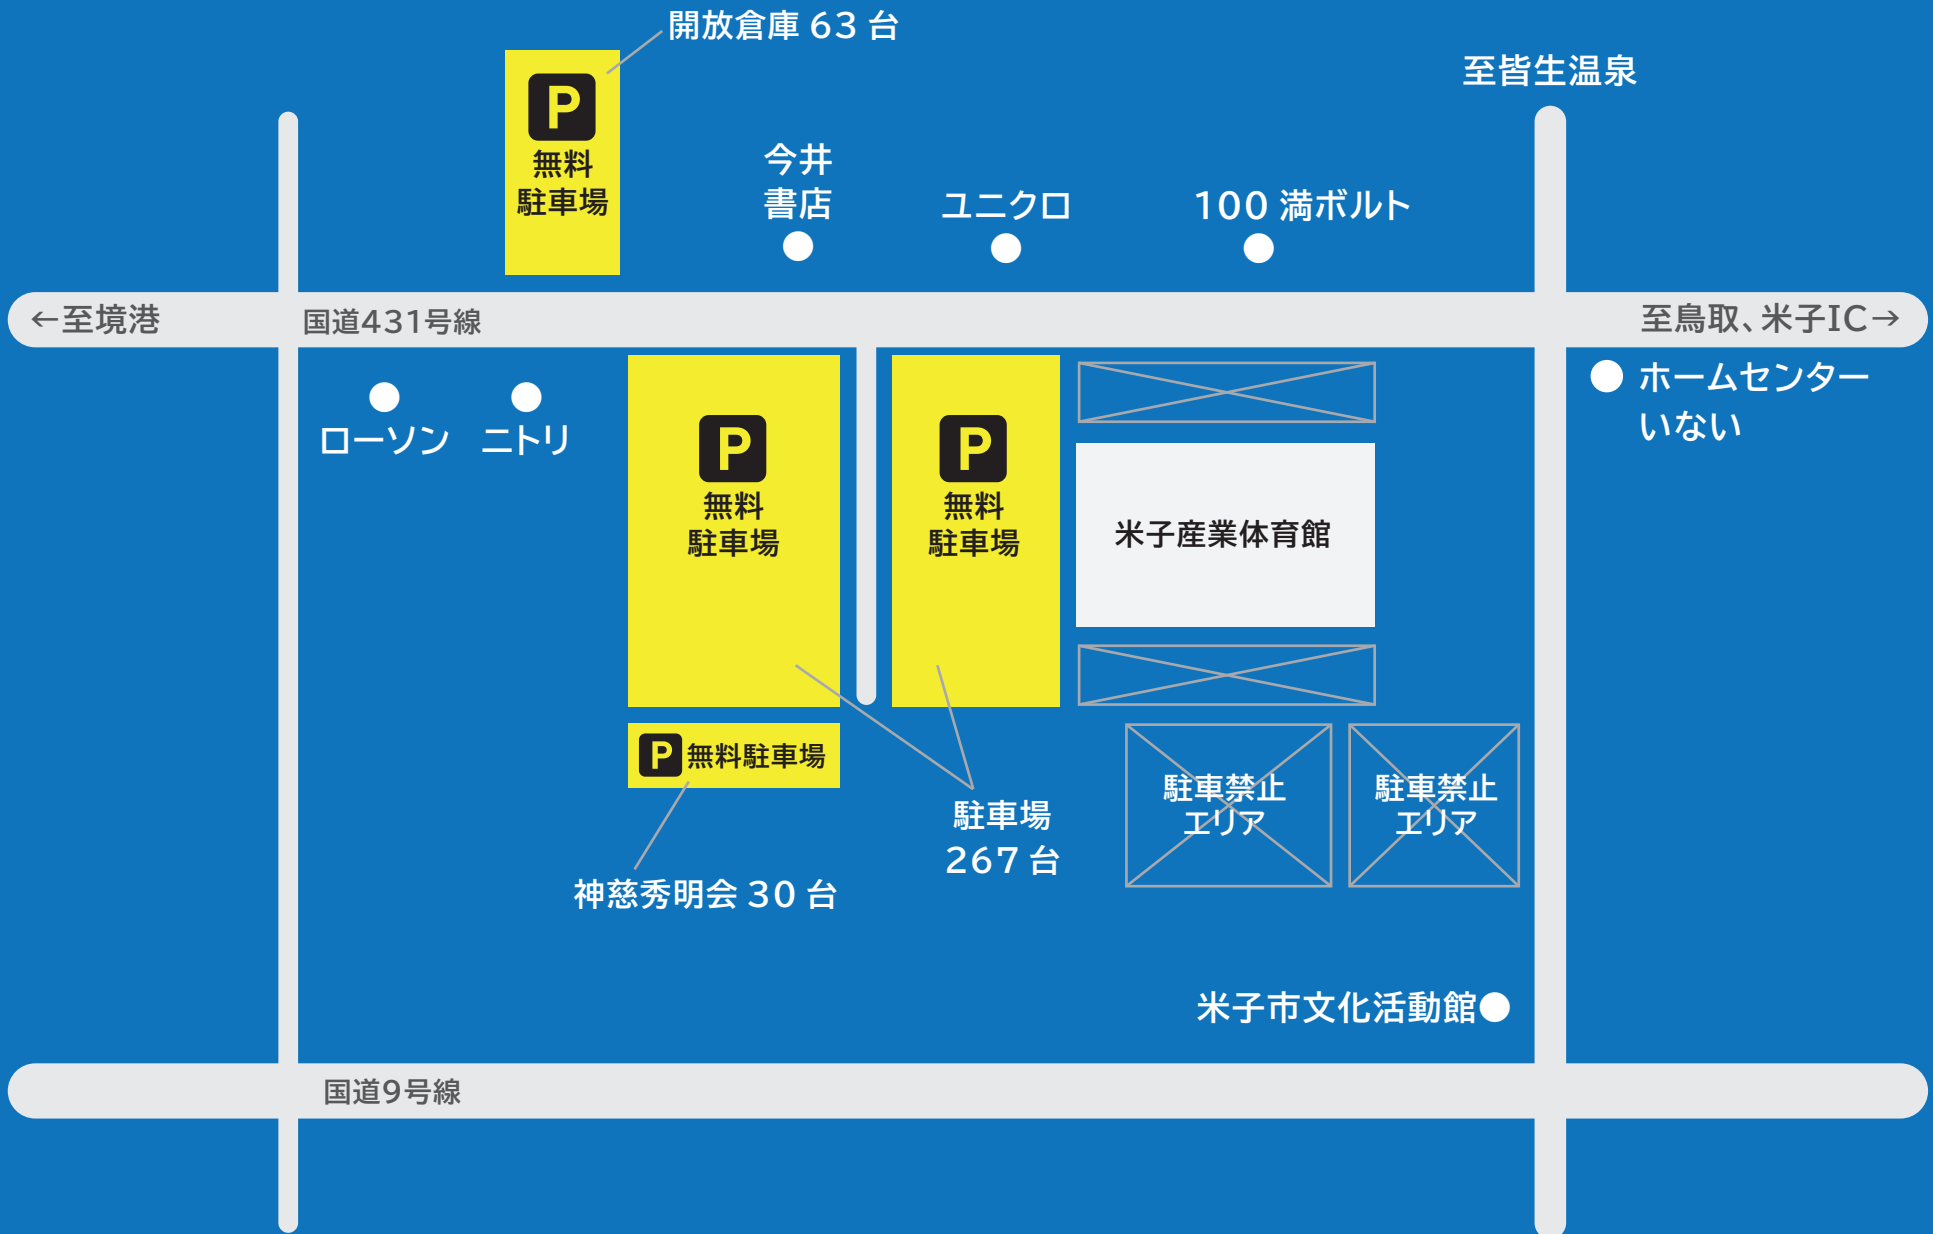 開放倉庫 63 台
至皆生温泉
P
無料
駐車場
今井
書店
ユニクロ
100 満ボルト
←至境港
国道431号線
至鳥取、米子IC→
ローソン
ニトリ
P
無料
駐車場
P
無料
駐車場
米子産業体育館
ホームセンター
いない
P 無料駐車場
駐車場
267 台
駐車禁止
エリア
駐車禁止
エリア
神慈秀明会 30 台
米子市文化活動館
国道9号線